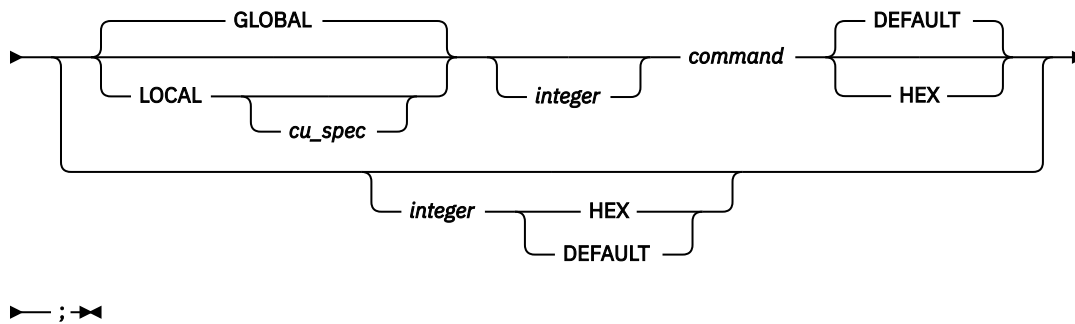 GLOBAL DEFAULT
command
LOCAL integer HEX
cu_spec
integer HEX
DEFAULT
;